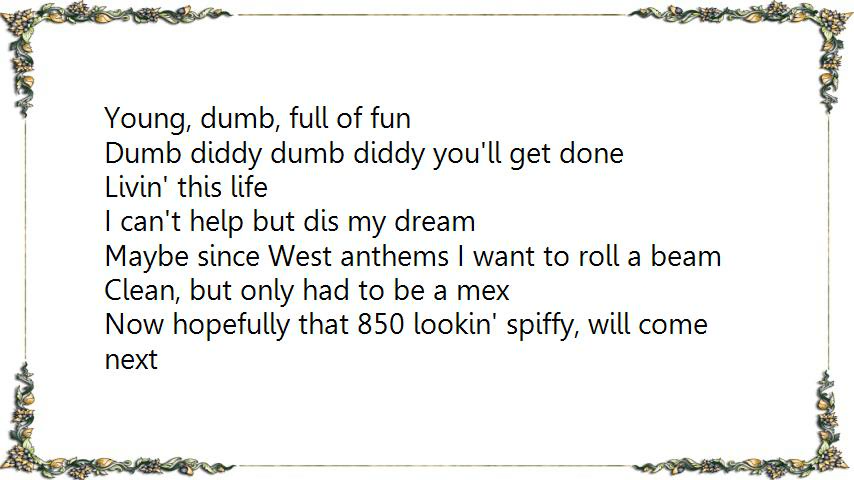 Young, dumb, full of fun
Dumb diddy dumb diddy you'll get done
Livin' this life
I can't help but dis my dream
Maybe since West anthems I want to roll a beam
Clean, but only had to be a mex
Now hopefully that 850 lookin' spiffy, will come
next